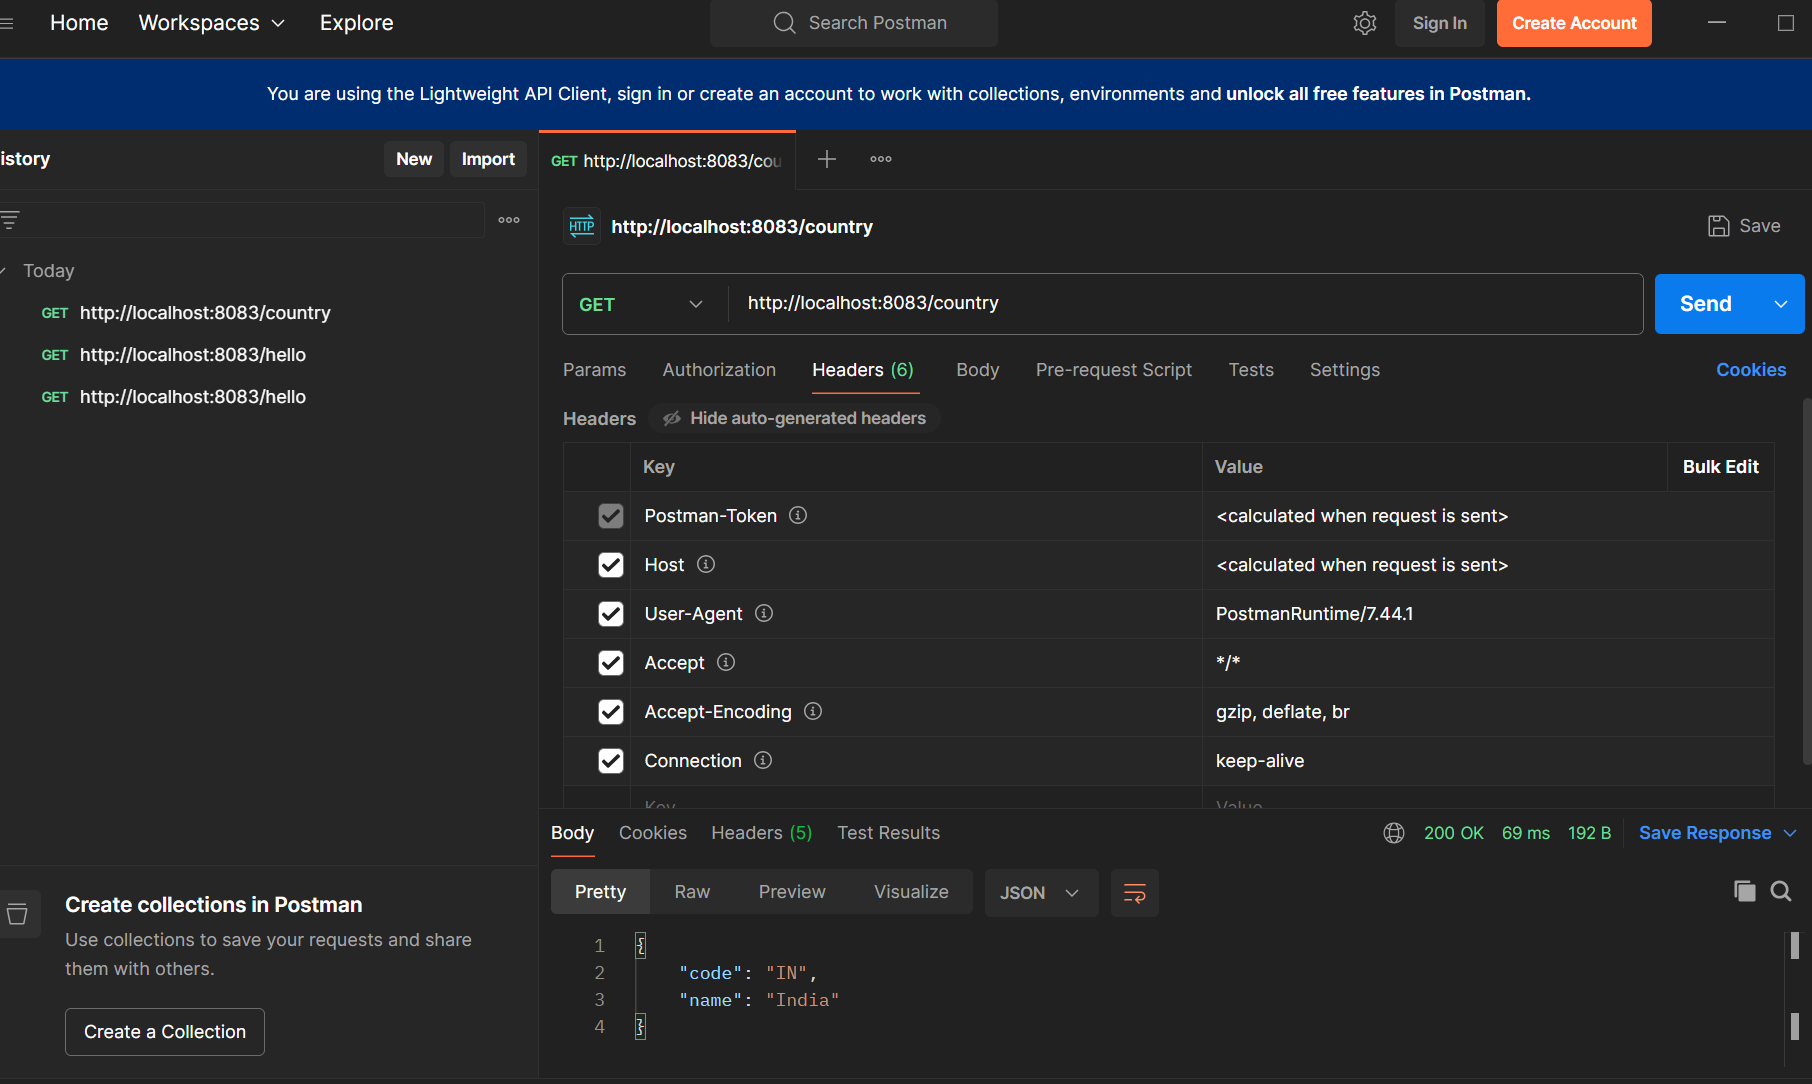 Home Workspaces Explore Search Postman Sign In Create Account
You are using the Lightweight API Client, sign in or create an account to work with collections, environments and unlock all free features in Postman.
istory New Import
Today
GET http://localhost:8083/country
GET http://localhost:8083/hello
GET http://localhost:8083/hello
Create collections in Postman
Use collections to save your requests and share
them with others.
Create a Collection
GET http://localhost:8083/cou
HTTP http://localhost:8083/country Save
GET http://localhost:8083/country Send
Params Authorization Headers (6) Body Pre-request Script Tests Settings Cookies
Headers Hide auto-generated headers
Key Value Bulk Edit
Postman-Token <calculated when request is sent>
Host <calculated when request is sent>
User-Agent PostmanRuntime/7.44.1
Accept */*
Accept-Encoding gzip, deflate, br
Connection keep-alive
Key Value
Body Cookies Headers (5) Test Results 200 OK 69 ms 192 B Save Response
Pretty Raw Preview Visualize JSON
1 {
2 "code": "IN",
3 "name": "India"
4 }